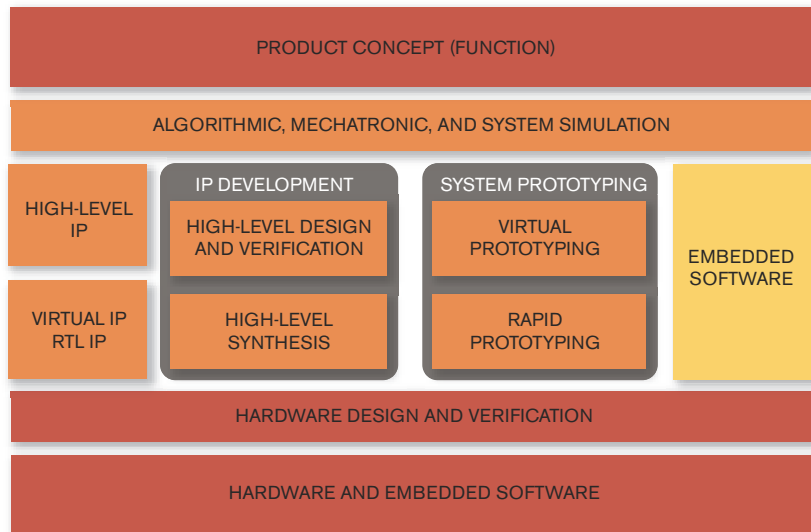 PRODUCT CONCEPT (FUNCTION)
ALGORITHMIC, MECHATRONIC, AND SYSTEM SIMULATION
HIGH-LEVEL
IP
VIRTUAL IP
RTL IP
IP DEVELOPMENT
HIGH-LEVEL DESIGN
AND VERIFICATION
HIGH-LEVEL
SYNTHESIS
SYSTEM PROTOTYPING
VIRTUAL
PROTOTYPING
RAPID
PROTOTYPING
EMBEDDED
SOFTWARE
HARDWARE DESIGN AND VERIFICATION
HARDWARE AND EMBEDDED SOFTWARE